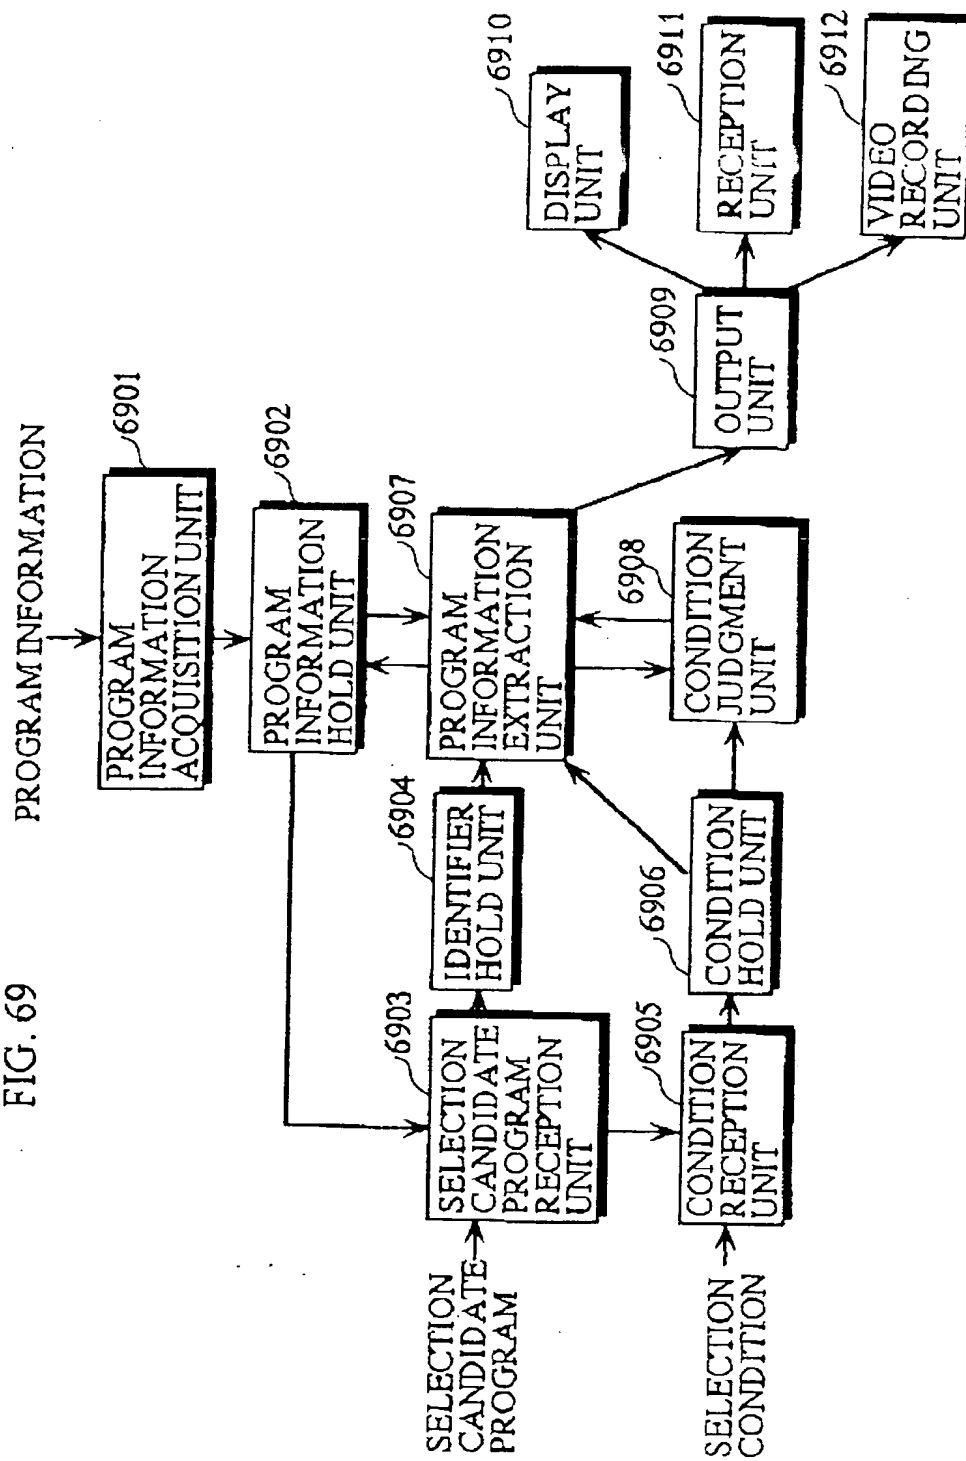 FIG. 69
PROGRAM INFORMATION
PROGRAM
INFORMATION
ACQUISITION UNIT
6901
PROGRAM
INFORMATION
HOLD UNIT
6902
SELECTION
CANDIDATE
PROGRAM
SELECTION
CANDIDATE
PROGRAM
RECEPTION
UNIT
6903
IDENTIFIER
HOLD UNIT
6904
PROGRAM
INFORMATION
EXTRACTION
UNIT
6907
SELECTION
CONDITION
CONDITION
RECEPTION
UNIT
6905
CONDITION
HOLD UNIT
6906
CONDITION
JUDGMENT
UNIT
6908
OUTPUT
UNIT
6909
DISPLAY
UNIT
6910
RECEPTION
UNIT
6911
VIDEO
RECORDING
UNIT
6912